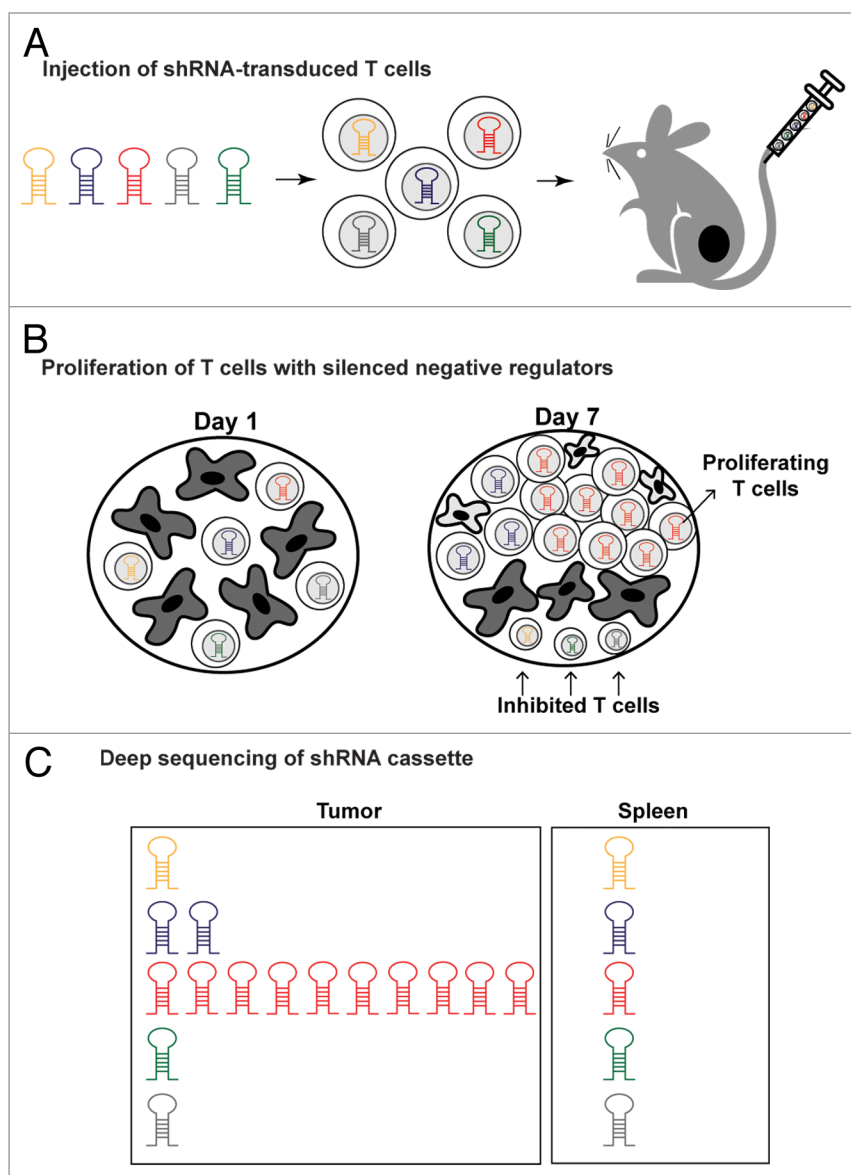 A
Injection of shRNA-transduced T cells
B
Proliferation of T cells with silenced negative regulators
Day 1
Day 7
Proliferating
T cells
Inhibited T cells
C
Deep sequencing of shRNA cassette
Tumor
Spleen